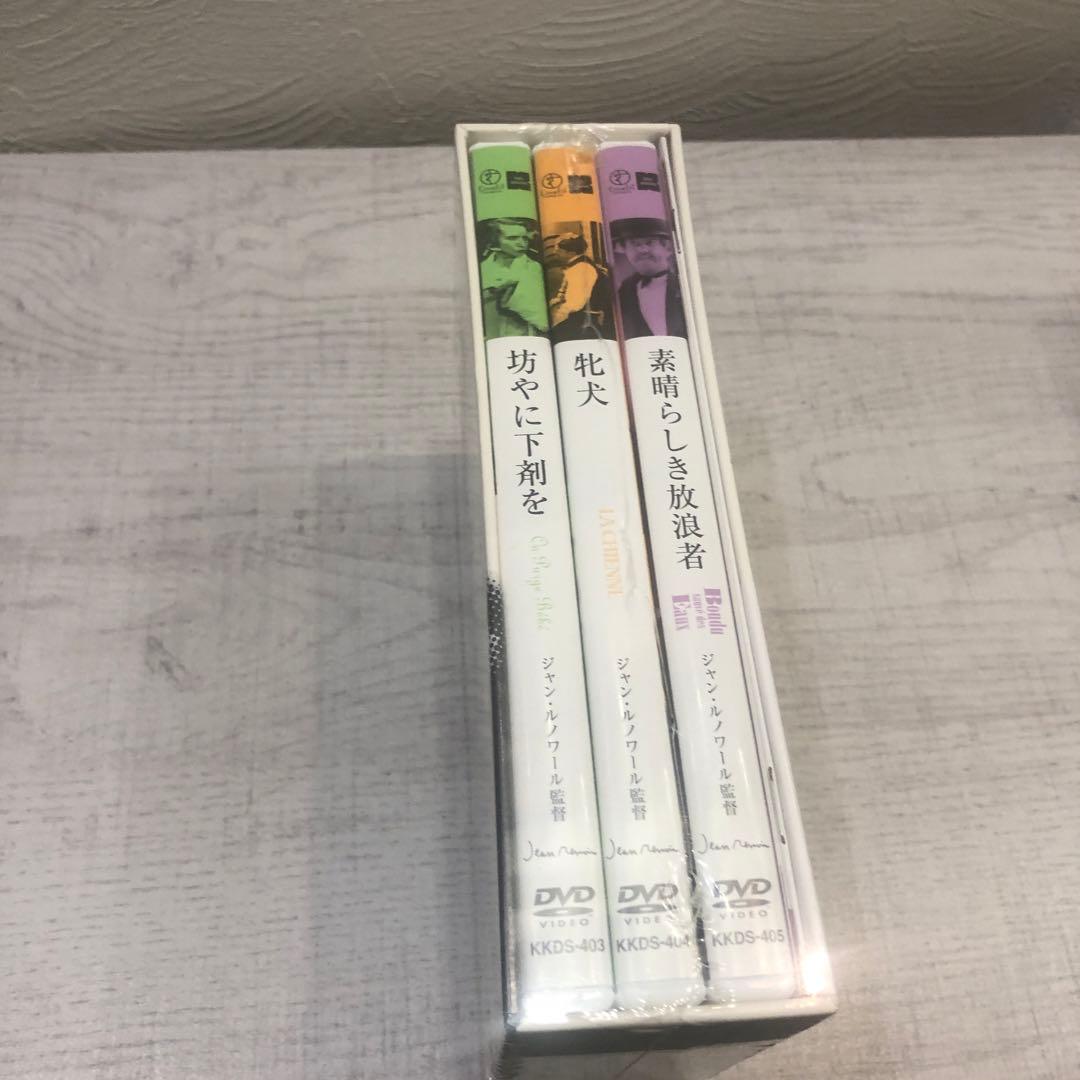 坊やに下剤を
On Purge Bébé
ジャン・ルノワール監督
Jean Renoir
DVD
VIDEO
KKDS-403
牝犬
LA CHIENNE
ジャン・ルノワール監督
Jean Renoir
DVD
VIDEO
KKDS-404
素晴らしき放浪者
Boudu
sauvé des
Eaux
ジャン・ルノワール監督
Jean Renoir
DVD
VIDEO
KKDS-405